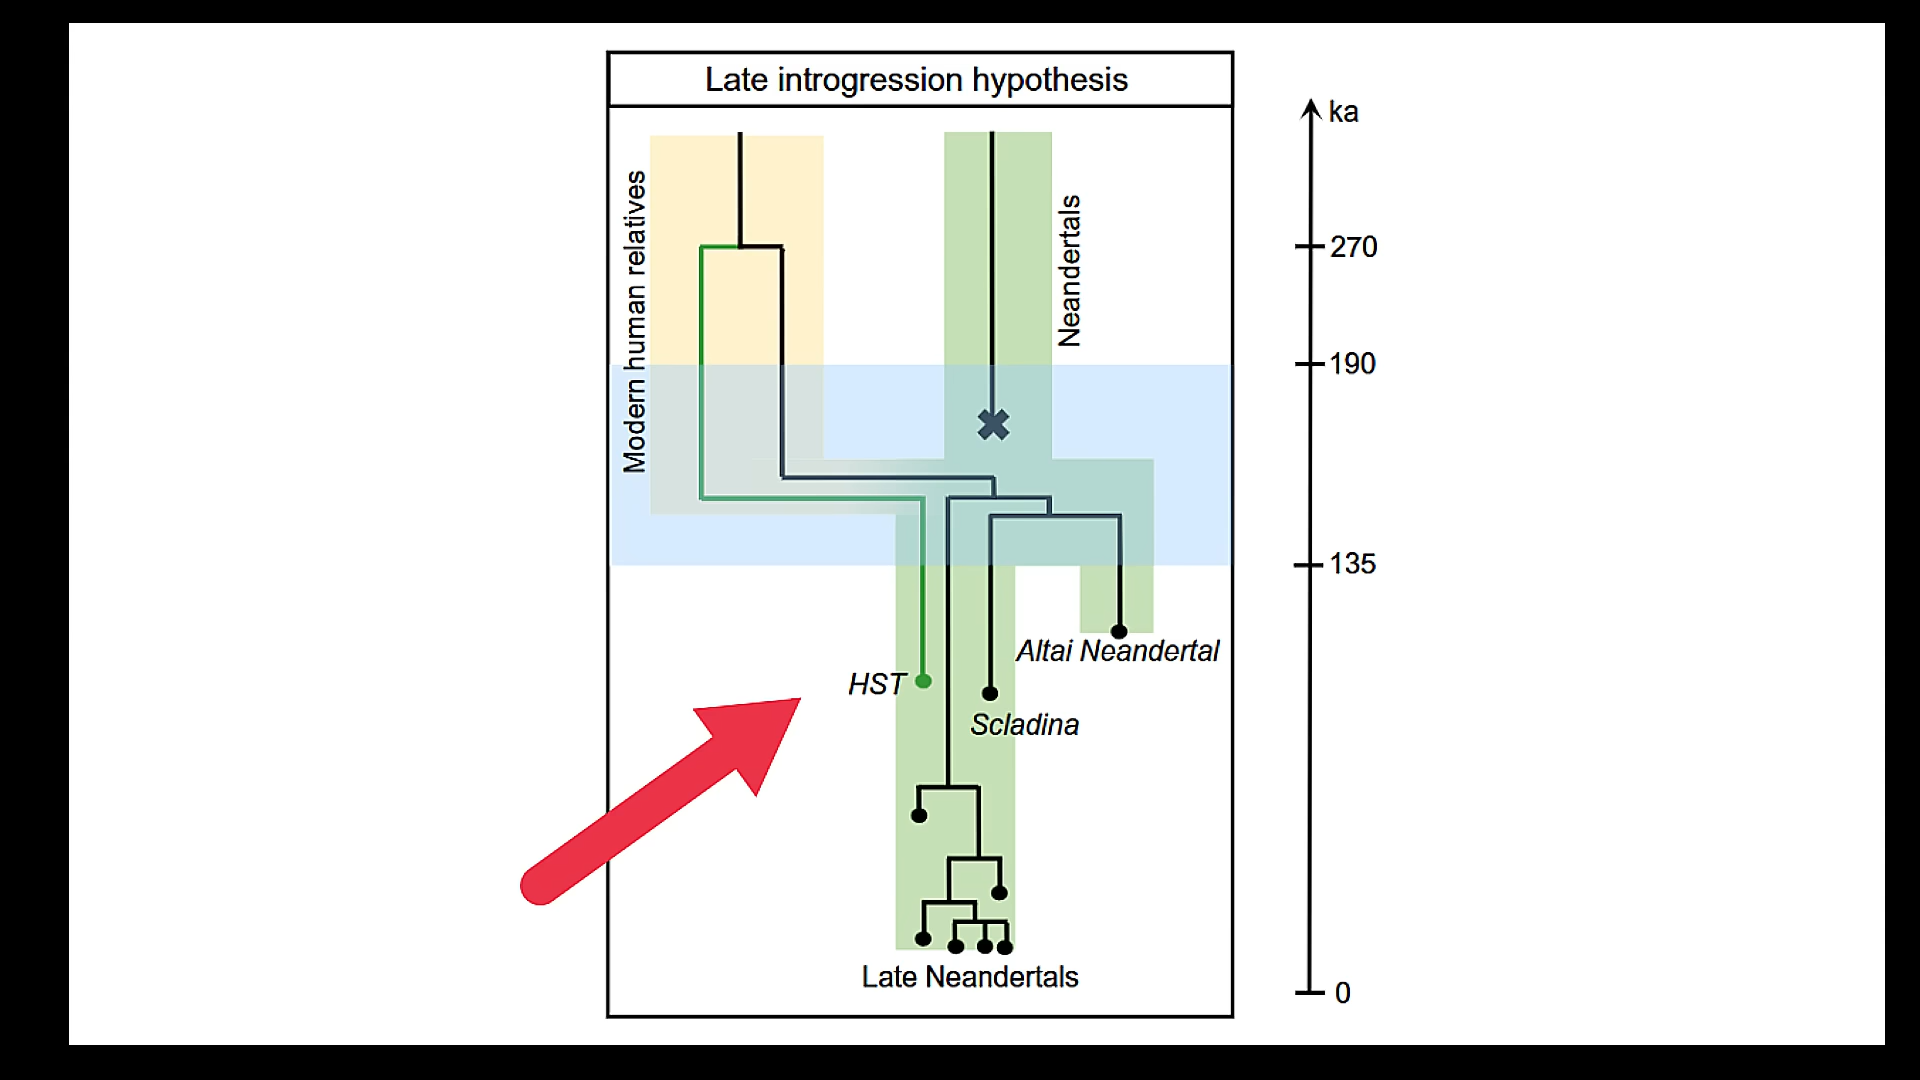 Late introgression hypothesis
ka
Modern human relatives
Neandertals
270
190
135
Altai Neandertal
HST
Scladina
Late Neandertals
0